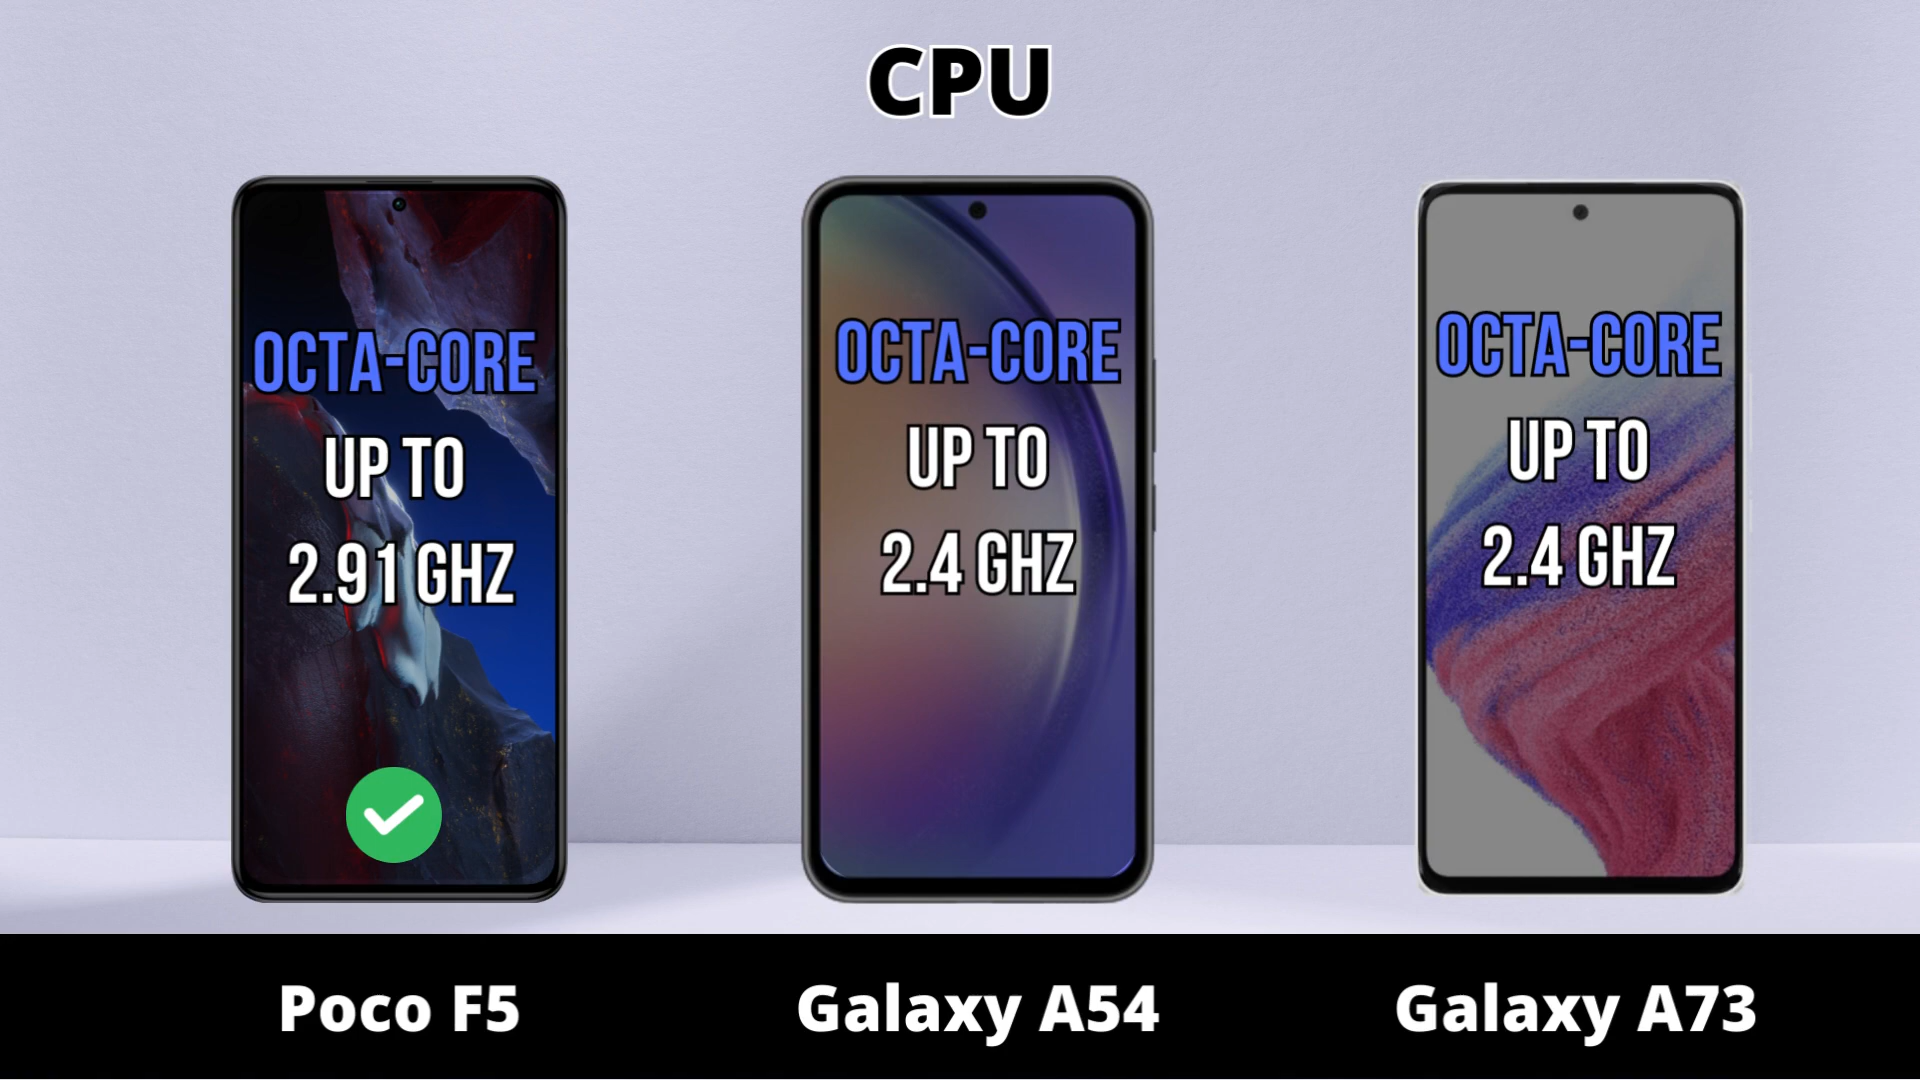 CPU
OCTA-CORE
UP TO
2.91 GHZ
OCTA-CORE
UP TO
2.4 GHZ
OCTA-CORE
UP TO
2.4 GHZ
Poco F5
Galaxy A54
Galaxy A73